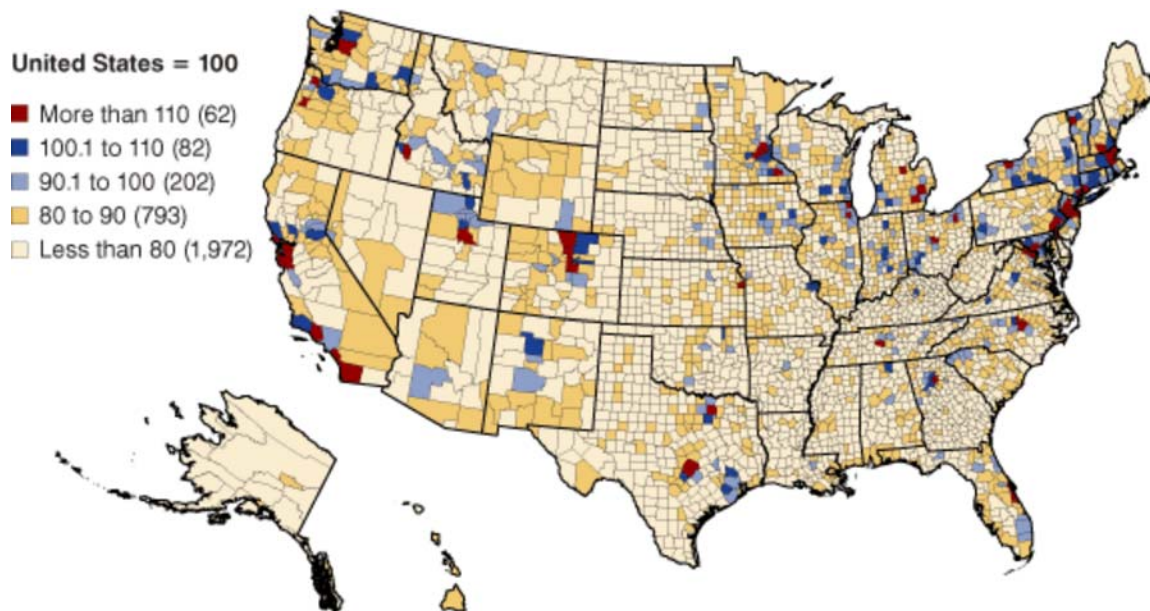 United States = 100
More than 110 (62)
100.1 to 110 (82)
90.1 to 100 (202)
80 to 90 (793)
Less than 80 (1,972)